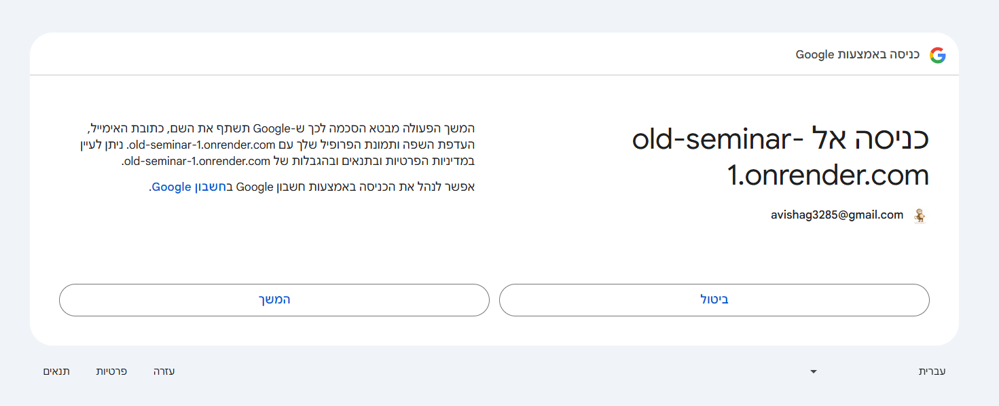 כניסה באמצעות Google
כניסה אל old-seminar-
1.onrender.com
avishag3285@gmail.com
המשך הפעולה מבטא הסכמה לכך ש-Google תשתף את השם, כתובת האימייל,
העדפת השפה ותמונת הפרופיל שלך עם old-seminar-1.onrender.com. ניתן לעיין
במדיניות הפרטיות ובתנאים ובהגבלות של old-seminar-1.onrender.com.
אפשר לנהל את הכניסה באמצעות חשבון Google בחשבון Google.
ביטול
המשך
עברית
עזרה
פרטיות
תנאים